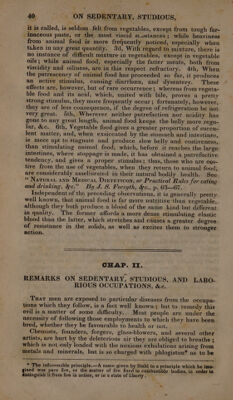 40 ON SEDENTARY, STUDIOUS,
it is called, is seldom felt from vegetables, except from tough far-
inaceous paste, or the most viscid substances; while heaviness
from animal food is more frequently noticed, especially when
taken in any great quantity. 3d. With regard to mixture, there is
no instance of difficult mixture in vegetables, except in vegetable
oils; while animal food, especially the fatter meats, both from
viscidity and oiliness, are in this respect refractory. 4th, When
the putrescency of animal food has proceeded so far, it produces
an active stimulus, causing diarrhœa, and dysentery. These
effects are, however, but of rare occurrence; whereas from vegeta-
ble food and its acid, which, united with bile, proves a pretty
strong stimulus, they more frequently occur; fortunately, however,
they are of less consequence, if the degree of refrigeration be not
very great. 5th, Wherever neither putrefaction nor acidity has
gone to any great length, animal food keeps the belly more regu-
lar, &c. 6th, Vegetable food gives a greater proportion of succu-
lent matter, and, when exsiccated by the stomach and intestines,
is more apt to stagnate and produce slow belly and costiveness,
than stimulating animal food, which, before it reaches the large
intestines, where stoppage is made, it has obtained a putrefactive
tendency, and gives a proper stimulus; thus, those who are cos-
tive from the use of vegetables, when they return to animal food,
are considerably ameliorated in their natural bodily health. See
" Natural and Medical Dieteticon, or Practical Rules for eating
and drinking, &c." By J. S. Forsyth, &c., p. 63—67.
Independent of the preceding observations, it is generally pretty
well known, that animal food is far more nutritive than vegetable,
although they both produce a blood of the same kind but different
in quality. The former affords a more dense stimulating elastic
blood than the latter, which stretches and causes a greater degree
of resistance in the solids, as well as excites them to stronger
action.
CHAP. II.
REMARKS ON SEDENTARY, STUDIOUS, AND LABO-
RIOUS OCCUPATIONS, &c.
That men are exposed to particular diseases from the occupa-
tions which they follow, is a fact well known; but to remedy this
evil is a matter of some difficulty. Most people are under the
necessity of following those employments to which they have been
bred, whether they be favourable to health or not.
Chemists, founders, forgers, glass-blowers, and several other
artists, are hurt by the deleterious air they are obliged to breathe;
which is not only loaded with the noxious exhalations arising from
metals and minerals, but is so charged with phlogiston* as to be
* The inflammable principle.—A name given by Stahl to a principle which he ima-
gined was pure fire, or the matter of fire fixed in combustible bodies, in order to
distinguish it from fire in action, or in a state of liberty.